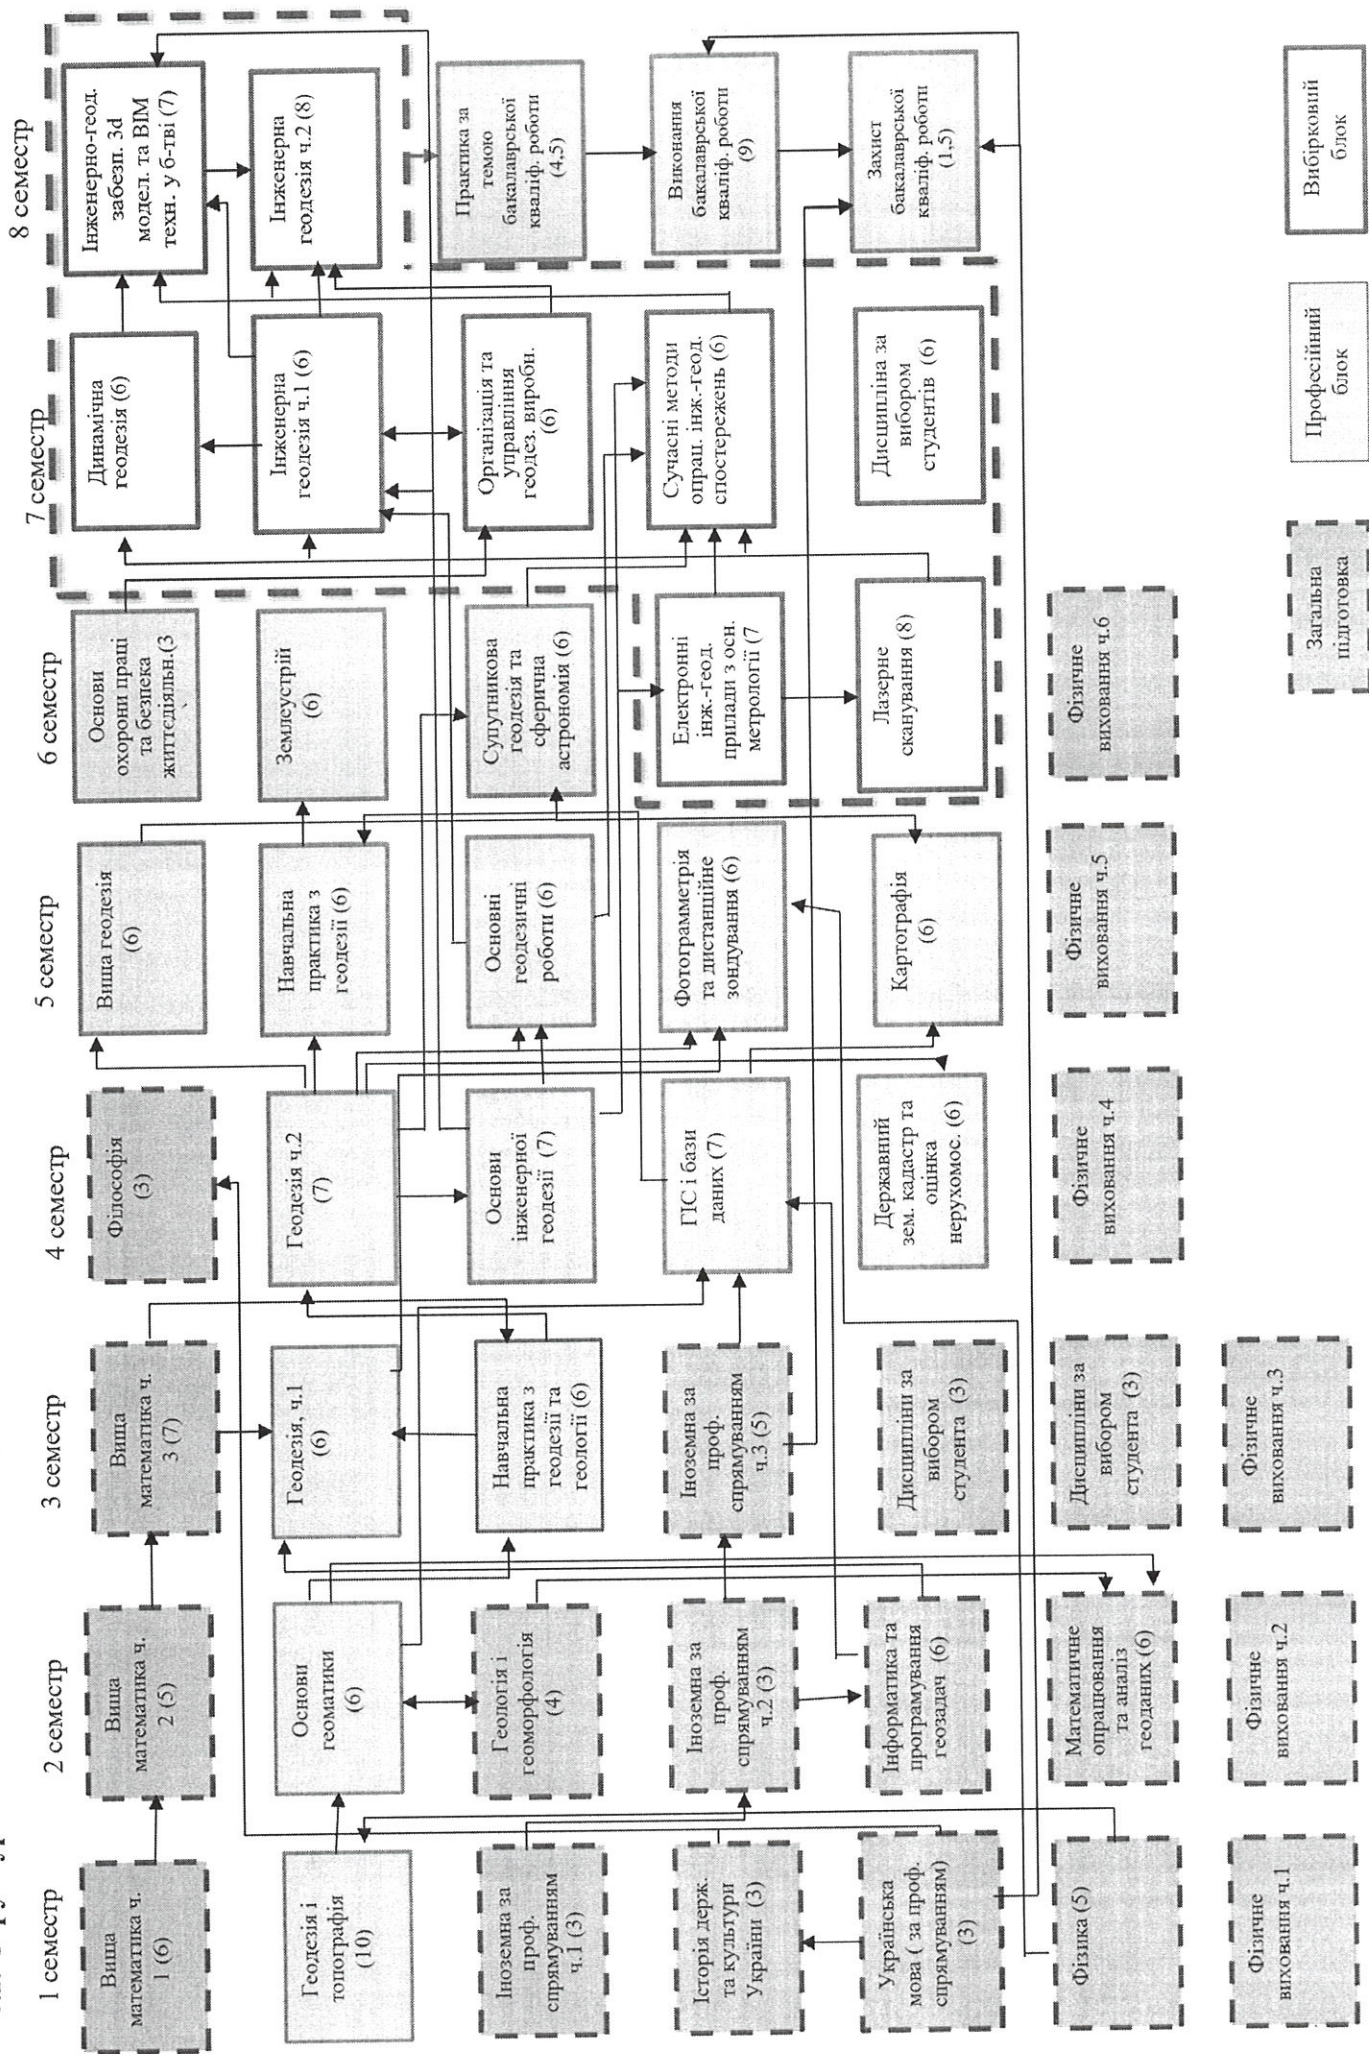 1 семестр
2 семестр
3 семестр
4 семестр
5 семестр
6 семестр
7 семестр
8 семестр
Вища
математика ч.
1 (6)
Геодезія і
топографія
(10)
Іноземна за
проф.
спрямуванням
ч.1 (3)
Історія держ.
та культури
України (3)
Українська
мова ( за проф.
спрямуванням)
(3)
Фізика (5)
Фізичне
виховання ч.1
Вища
математика ч.
2 (5)
Основи
геоматики
(6)
Геологія і
геоморфологія
(4)
Іноземна за
проф.
спрямуванням
ч.2 (3)
Інформатика та
програмування
геозадач (6)
Математичне
опрацювання
та аналіз
геоданих (6)
Фізичне
виховання ч.2
Вища
математика ч.
3 (7)
Геодезія, ч.1
(6)
Навчальна
практика з
геодезії та
геології (6)
Іноземна за
проф.
спрямуванням
ч.3 (5)
Дисципліни за
вибором
студента (3)
Дисципліни за
вибором
студента (3)
Фізичне
виховання ч.3
Філософія
(3)
Геодезія ч.2
(7)
Основи
інженерної
геодезії (7)
ГІС і бази
даних (7)
Державний
зем. кадастр та
оцінка
нерухомос. (6)
Фізичне
виховання ч.4
Вища геодезія
(6)
Навчальна
практика з
геодезії (6)
Основні
геодезичні
роботи (6)
Фотограмметрія
та дистанційне
зондування (6)
Картографія
(6)
Фізичне
виховання ч.5
Основи
охорони праці
та безпека
життєдіяльн.(3
Землеустрій
(6)
Супутникова
геодезія та
сферична
астрономія (6)
Електронні
інж.-геод.
прилади з осн.
метрології (7
Лазерне
сканування (8)
Фізичне
виховання ч.6
Динамічна
геодезія (6)
Інженерна
геодезія ч.1 (6)
Організація та
управління
геодез. виробн.
(6)
Сучасні методи
опрац. інж.-геод.
спостережень (6)
Дисципліна за
вибором
студентів (6)
Інженерно-геод.
забезп. 3d
модел. та BIM
техн. у б-тві (7)
Інженерна
геодезія ч.2 (8)
Практика за
темою
бакалаврської
кваліф. роботи
(4,5)
Виконання
бакалаврської
кваліф. роботи
(9)
Захист
бакалаврської
кваліф. роботи
(1,5)
Загальна
підготовка
Професійний
блок
Вибірковий
блок